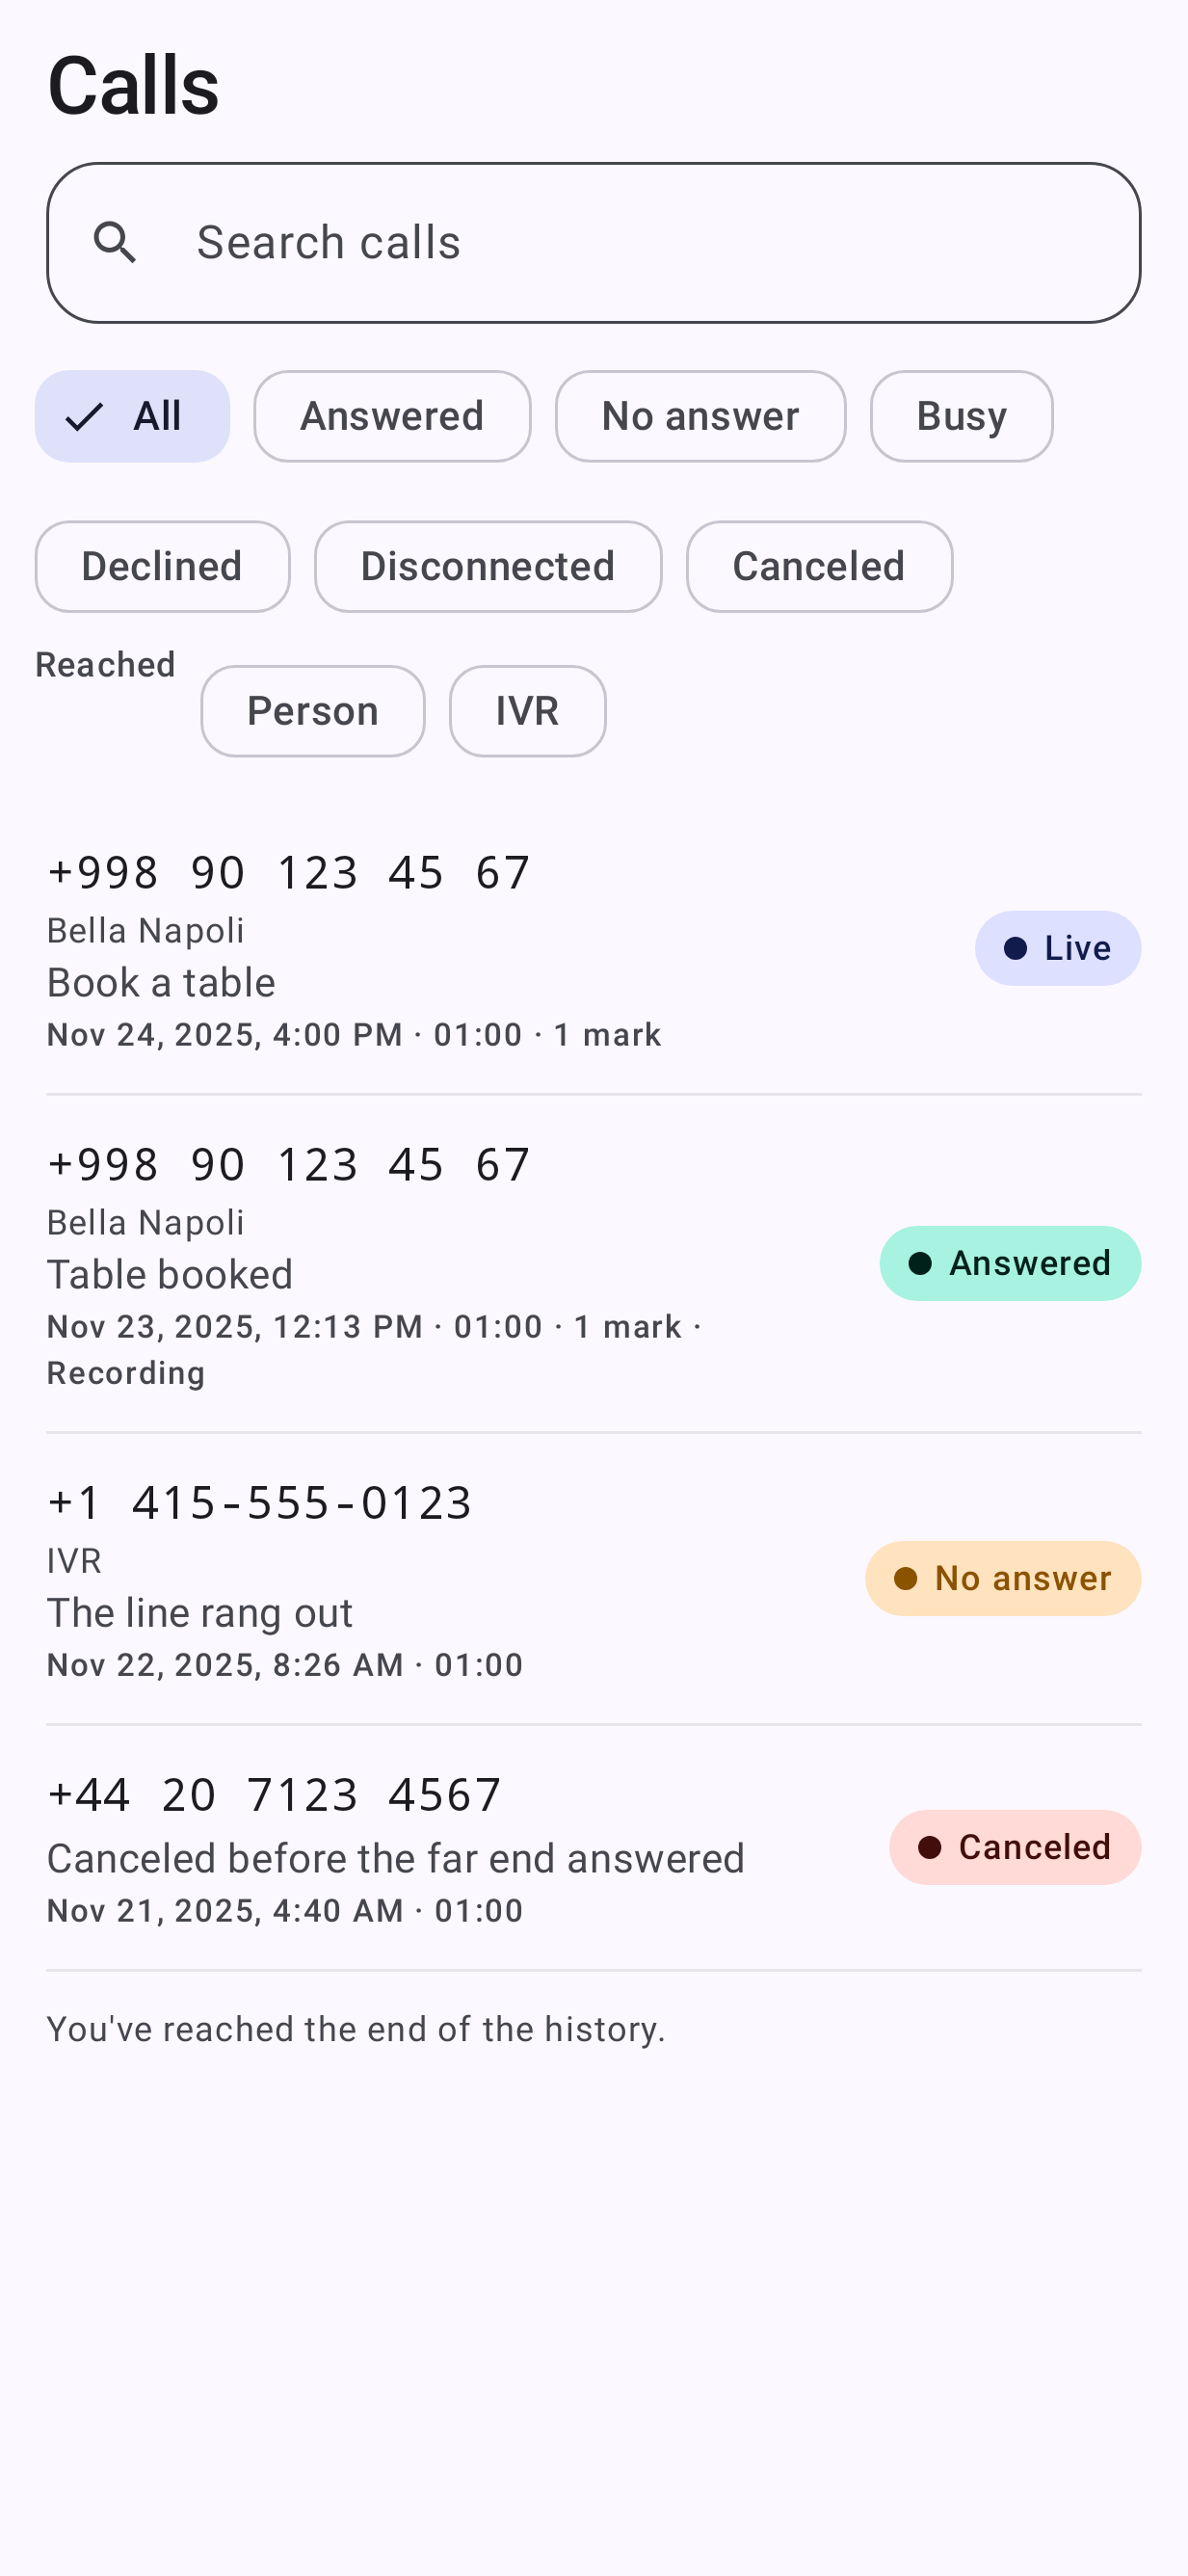 Calls
Search calls
All
Answered
No answer
Busy
Declined
Disconnected
Canceled
Reached
Person
IVR
+998 90 123 45 67
Bella Napoli
Book a table
Nov 24, 2025, 4:00 PM · 01:00 · 1 mark
Live
+998 90 123 45 67
Bella Napoli
Table booked
Nov 23, 2025, 12:13 PM · 01:00 · 1 mark ·
Recording
Answered
+1 415-555-0123
IVR
The line rang out
Nov 22, 2025, 8:26 AM · 01:00
No answer
+44 20 7123 4567
Canceled before the far end answered
Nov 21, 2025, 4:40 AM · 01:00
Canceled
You've reached the end of the history.